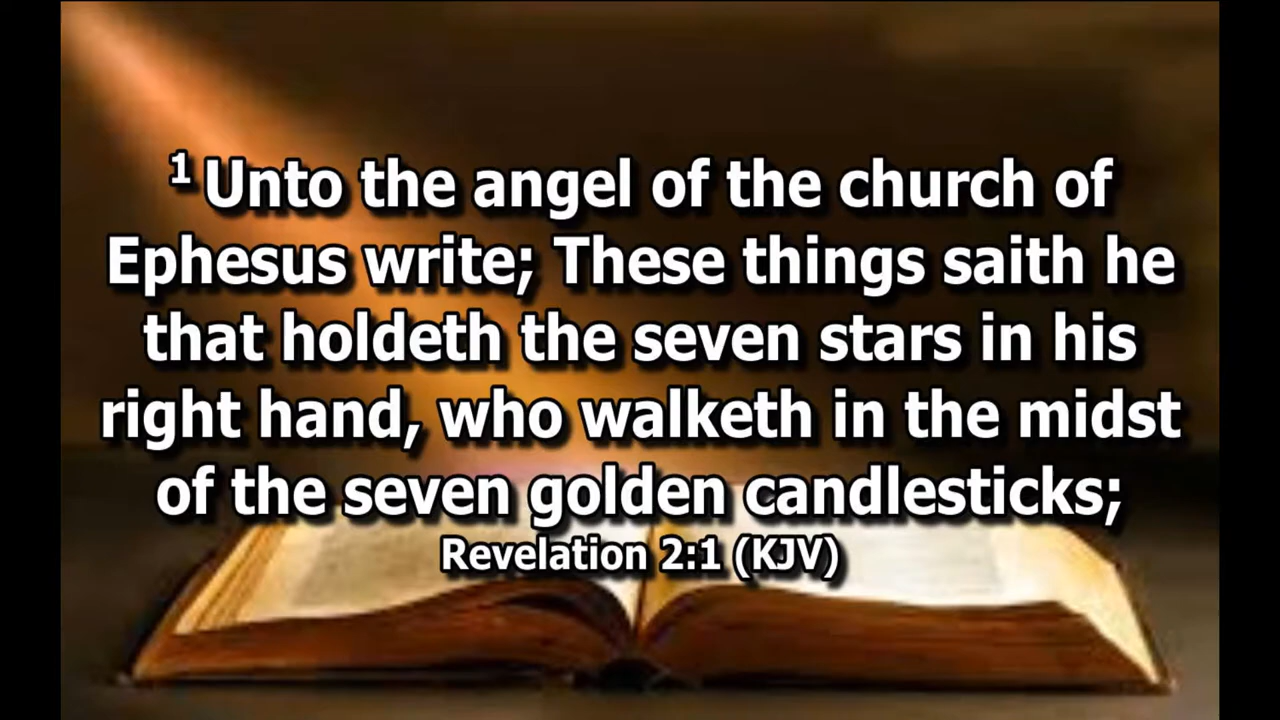 1 Unto the angel of the church of
Ephesus write; These things saith he
that holdeth the seven stars in his
right hand, who walketh in the midst
of the seven golden candlesticks;
Revelation 2:1 (KJV)